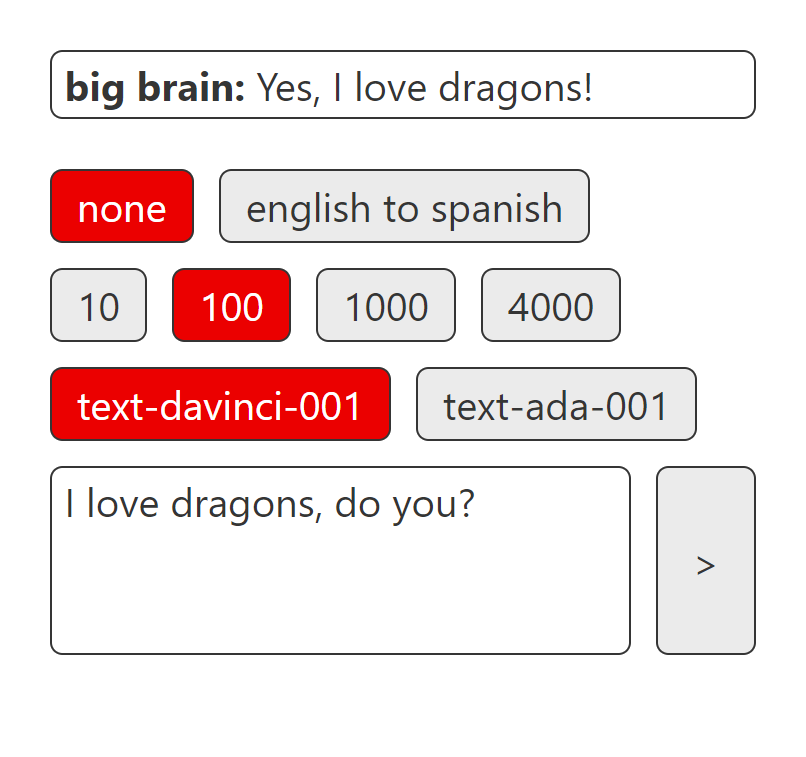 big brain: Yes, I love dragons!
none english to spanish
10 100 1000 4000
text-davinci-001 text-ada-001
I love dragons, do you?
>